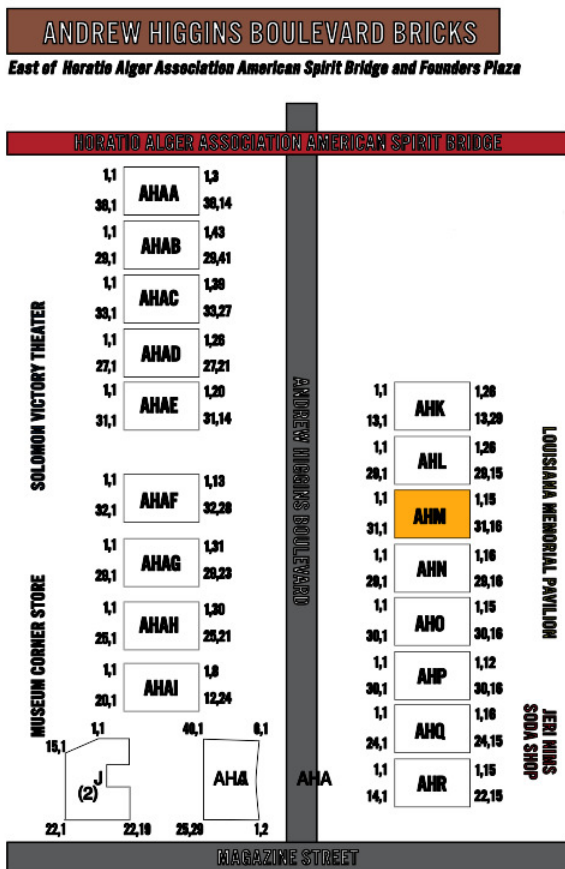 ANDREW HIGGINS BOULEVARD BRICKS
East of Horatio Alger Association American Spirit Bridge and Founders Plaza
HORATIO ALGER ASSOCIATION AMERICAN SPIRIT BRIDGE
1,1 AHAA 1,3
38,1 38,14
1,1 AHAB 1,43
29,1 29,41
1,1 AHAC 1,39
33,1 33,27
1,1 AHAD 1,26
27,1 27,21
1,1 AHAE 1,20
31,1 31,14
SOLOMON VICTORY THEATER
1,1 AHAF 1,13
32,1 32,28
1,1 AHAG 1,31
29,1 29,23
1,1 AHAH 1,30
25,1 25,21
1,1 AHAI 1,8
20,1 12,24
MUSEUM CORNER STORE
1,1
15,1
J
(2)
22,1 22,19
40,1 6,1
AHA
25,29 1,2
AHA
ANDREW HIGGINS BOULEVARD
1,1 AHK 1,26
13,1 13,29
1,1 AHL 1,26
29,1 29,15
1,1 AHM 1,15
31,1 31,16
1,1 AHN 1,16
29,1 29,16
1,1 AHO 1,15
30,1 30,16
1,1 AHP 1,12
30,1 30,16
1,1 AHQ 1,16
24,1 24,15
1,1 AHR 1,15
14,1 22,15
LOUISIANA MEMORIAL PAVILION
JERI NIMS
SODA SHOP
MAGAZINE STREET